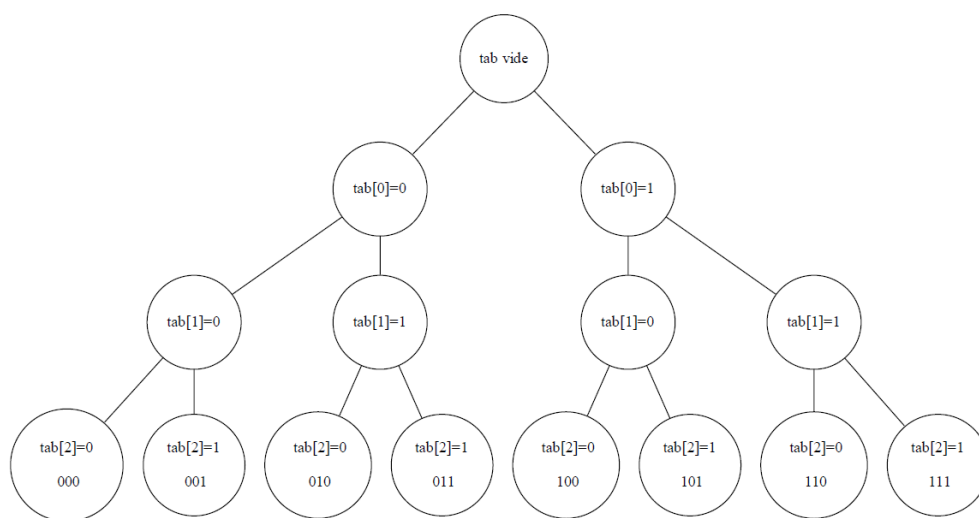 tab vide
tab[0]=0
tab[0]=1
tab[1]=0
tab[1]=1
tab[1]=0
tab[1]=1
tab[2]=0
000
tab[2]=1
001
tab[2]=0
010
tab[2]=1
011
tab[2]=0
100
tab[2]=1
101
tab[2]=0
110
tab[2]=1
111